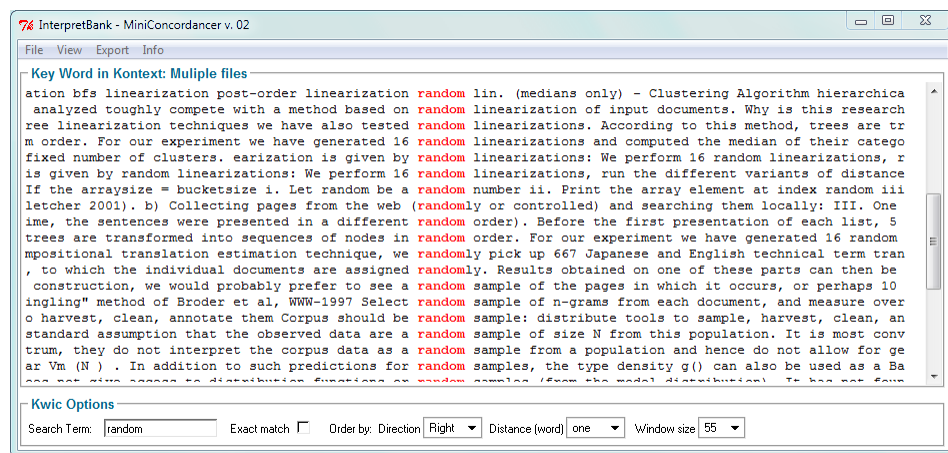 InterpretBank - MiniConcordancer v. 02
File View Export Info
Key Word in Kontext: Muliple files
ation bfs linearization post-order linearization random lin. (medians only) - Clustering Algorithm hierarchica
analyzed toughly compete with a method based on random linearization of input documents. Why is this research
ree linearization techniques we have also tested random linearizations. According to this method, trees are tr
m order. For our experiment we have generated 16 random linearizations and computed the median of their catego
fixed number of clusters. earization is given by random linearizations: We perform 16 random linearizations, r
is given by random linearizations: We perform 16 random linearizations, run the different variants of distance
If the arraysize = bucketsize i. Let random be a random number ii. Print the array element at index random iii
letcher 2001). b) Collecting pages from the web (randomly or controlled) and searching them locally: III. One
ime, the sentences were presented in a different random order). Before the first presentation of each list, 5
trees are transformed into sequences of nodes in random order. For our experiment we have generated 16 random
mpositional translation estimation technique, we randomly pick up 667 Japanese and English technical term tran
, to which the individual documents are assigned randomly. Results obtained on one of these parts can then be
construction, we would probably prefer to see a random sample of the pages in which it occurs, or perhaps 10
ingling" method of Broder et al, WWW-1997 Select random sample of n-grams from each document, and measure over
o harvest, clean, annotate them Corpus should be random sample: distribute tools to sample, harvest, clean, an
standard assumption that the observed data are a random sample of size N from this population. It is most conv
trum, they do not interpret the corpus data as a random sample from a population and hence do not allow for ge
ar Vm (N ) . In addition to such predictions for random samples, the type density g() can also be used as a Ba
not give access to distribution functions or random samples (from the model distribution). It has not foun
Kwic Options
Search Term: random Exact match Order by: Direction Right Distance (word) one Window size 55